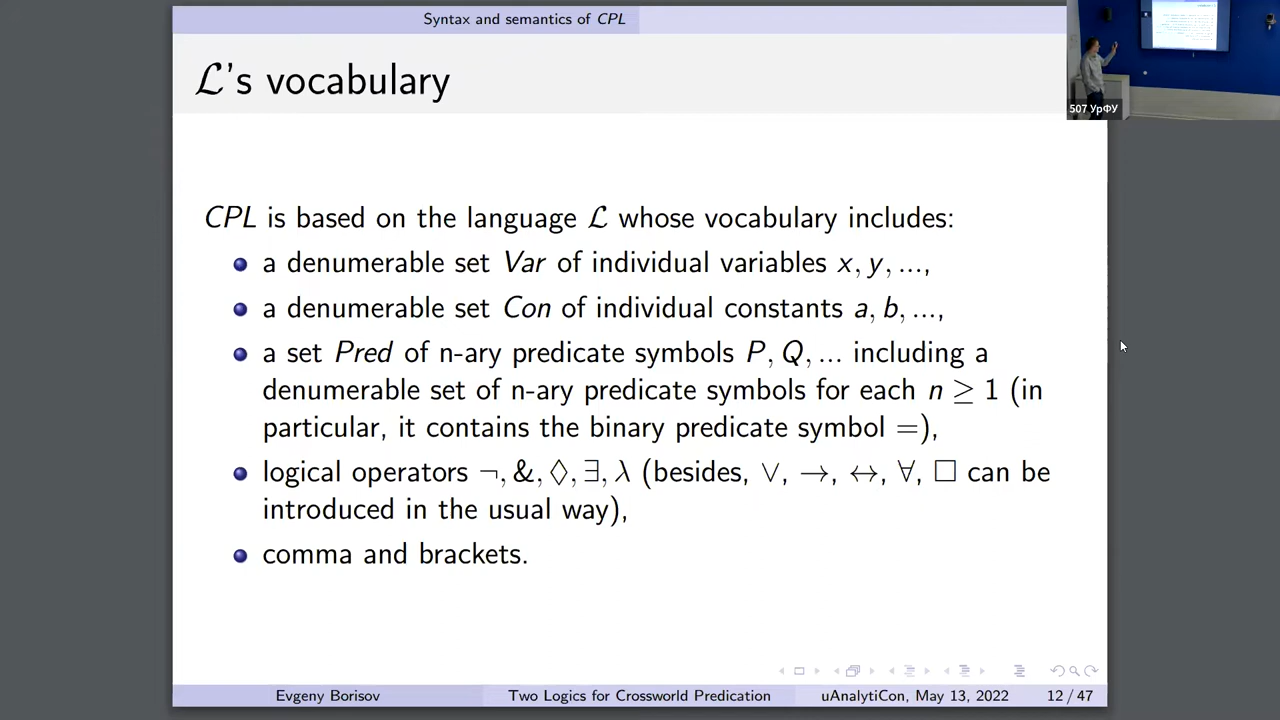 Syntax and semantics of CPL
ℒ's vocabulary
507 УрФУ
CPL is based on the language ℒ whose vocabulary includes:
a denumerable set Var of individual variables x, y, ...,
a denumerable set Con of individual constants a, b, ...,
a set Pred of n-ary predicate symbols P, Q, ... including a
denumerable set of n-ary predicate symbols for each n ≥ 1 (in
particular, it contains the binary predicate symbol =),
logical operators ¬, &, ◊, ∃, λ (besides, ∨, →, ↔, ∀, □ can be
introduced in the usual way),
comma and brackets.
Evgeny Borisov Two Logics for Crossworld Predication uAnalytiCon, May 13, 2022 12 / 47